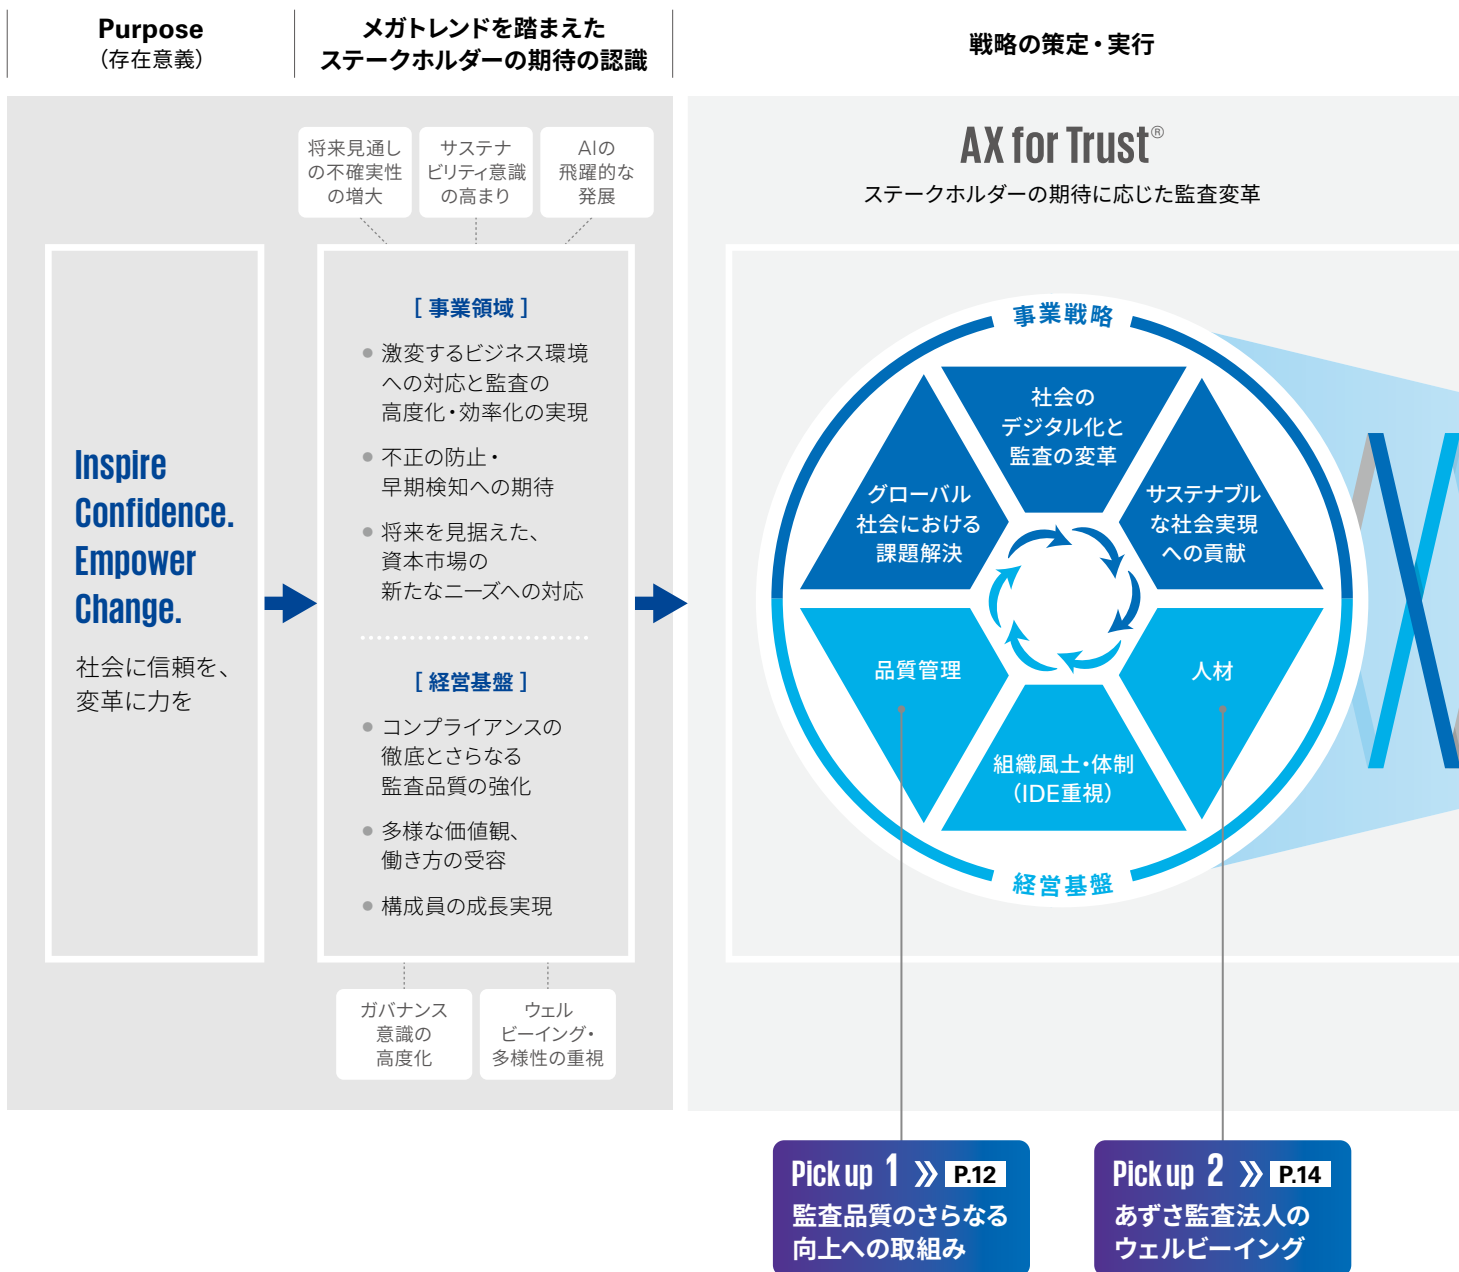 Purpose
（存在意義）
メガトレンドを踏まえた
ステークホルダーの期待の認識
戦略の策定・実行
Inspire
Confidence.
Empower
Change.
社会に信頼を、
変革に力を
将来見通し
の不確実性
の増大
サステナ
ビリティ意識
の高まり
AIの
飛躍的な
発展
［ 事業領域 ］
● 激変するビジネス環境
への対応と監査の
高度化・効率化の実現
● 不正の防止・
早期検知への期待
● 将来を見据えた、
資本市場の
新たなニーズへの対応
［ 経営基盤 ］
● コンプライアンスの
徹底とさらなる
監査品質の強化
● 多様な価値観、
働き方の受容
● 構成員の成長実現
ガバナンス
意識の
高度化
ウェル
ビーイング・
多様性の重視
AX for Trust®
ステークホルダーの期待に応じた監査変革
事業戦略
社会の
デジタル化と
監査の変革
グローバル
社会における
課題解決
サステナブル
な社会実現
への貢献
品質管理
人材
組織風土・体制
（IDE重視）
経営基盤
Pick up 1 » P.12
監査品質のさらなる
向上への取組み
Pick up 2 » P.14
あずさ監査法人の
ウェルビーイング